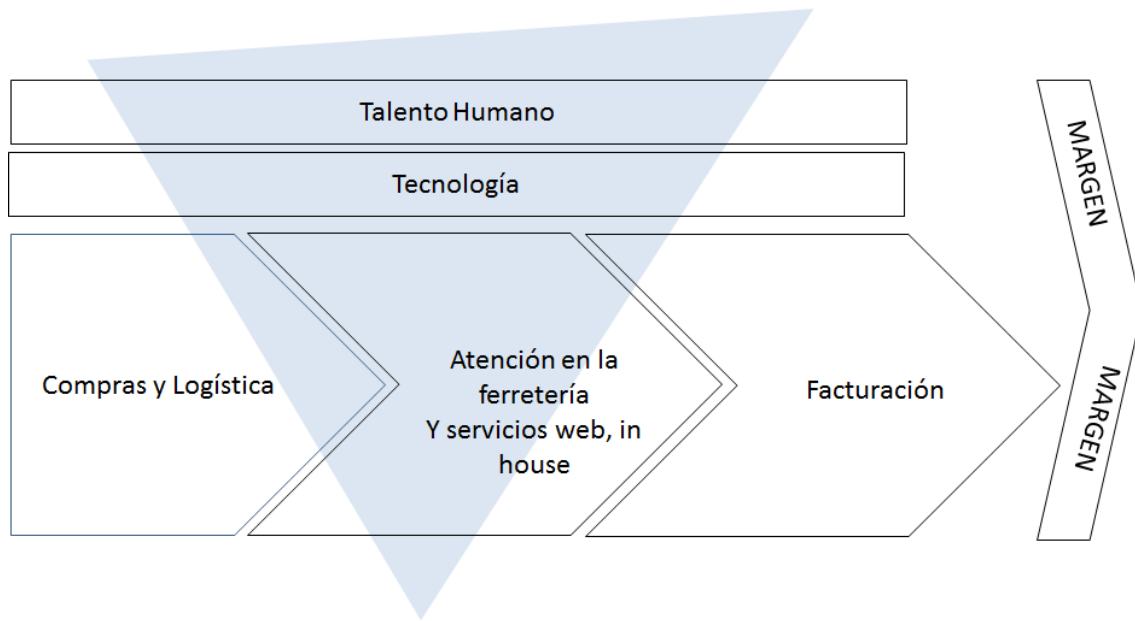 Talento Humano
Tecnología
Compras y Logística
Atención en la
ferretería
Y servicios web, in
house
Facturación
MARGEN
MARGEN